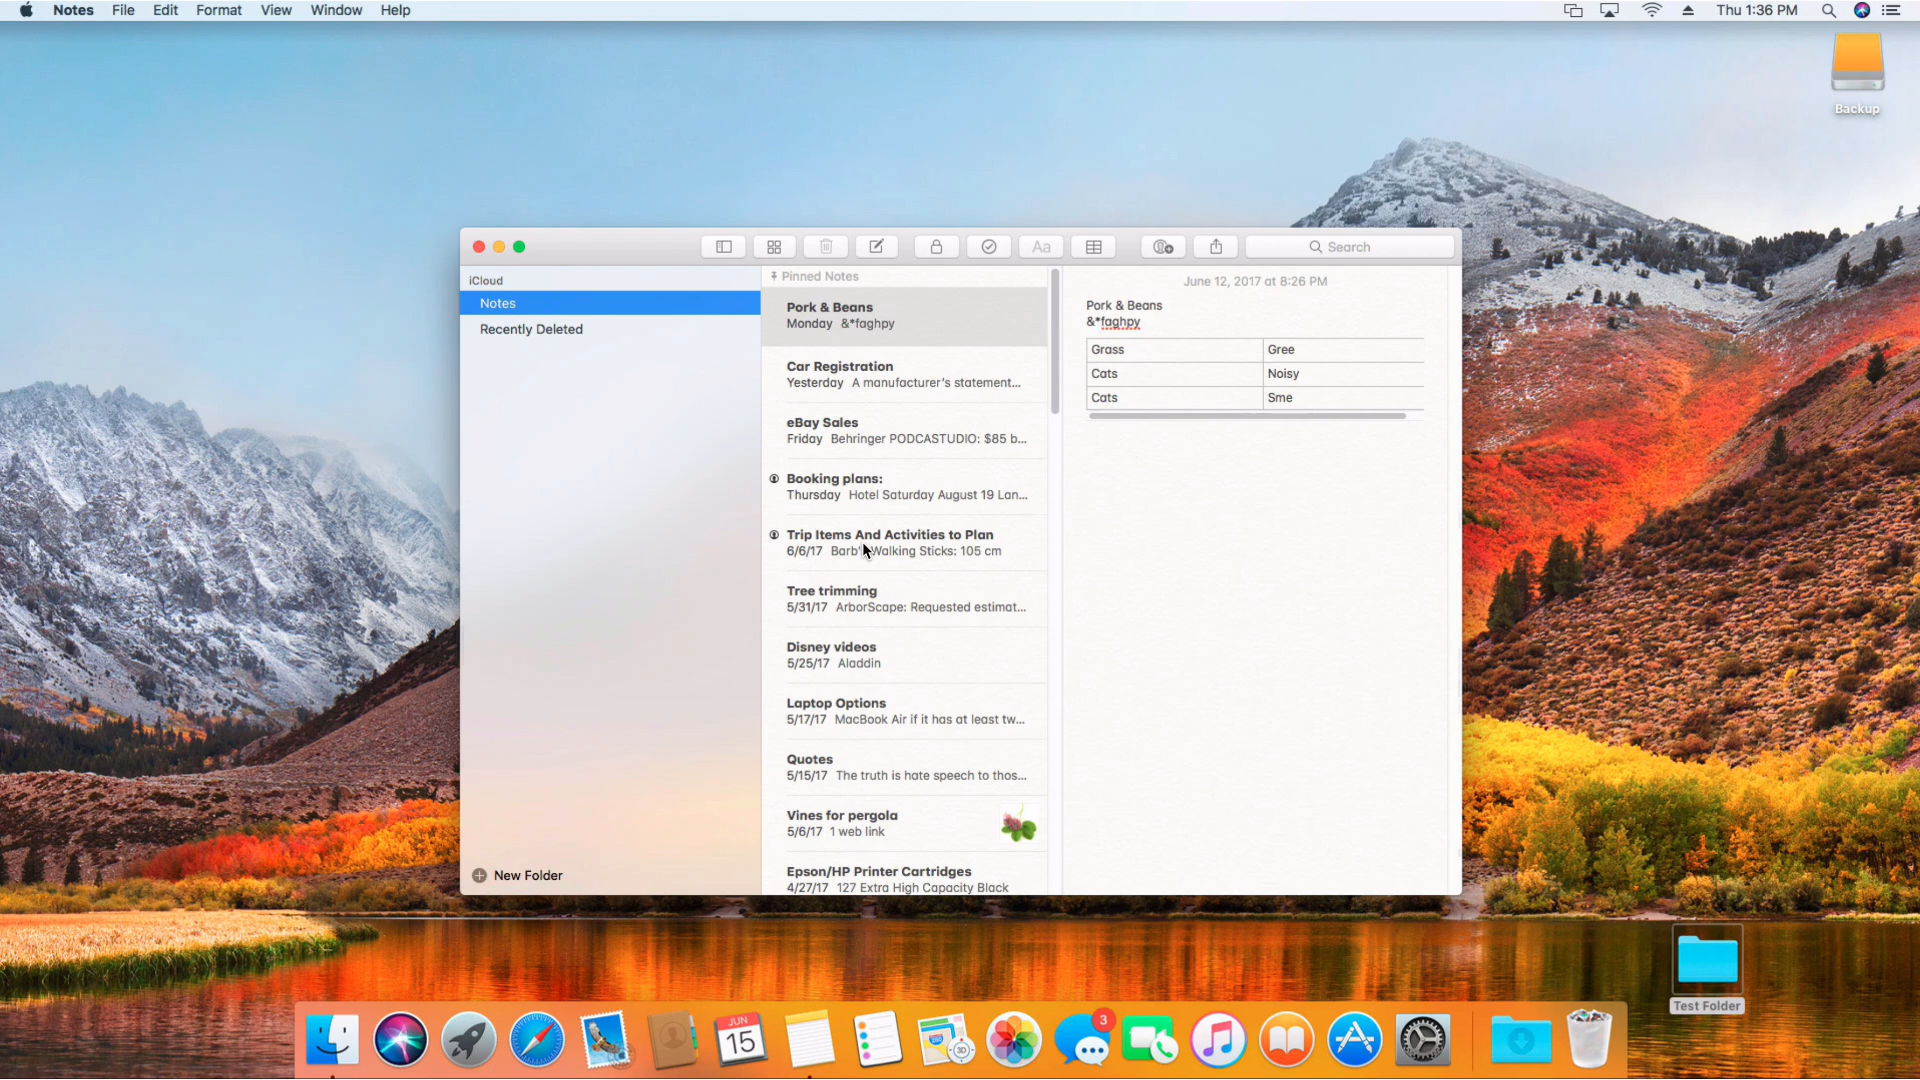 Notes File Edit Format View Window Help
Thu 1:36 PM
Backup
Search
iCloud
Notes
Recently Deleted
New Folder
Pinned Notes
Pork & Beans
Monday &*faghpy
Car Registration
Yesterday A manufacturer's statement...
eBay Sales
Friday Behringer PODCASTUDIO: $85 b...
Booking plans:
Thursday Hotel Saturday August 19 Lan...
Trip Items And Activities to Plan
6/6/17 Barb's Walking Sticks: 105 cm
Tree trimming
5/31/17 ArborScape: Requested estimat...
Disney videos
5/25/17 Aladdin
Laptop Options
5/17/17 MacBook Air if it has at least tw...
Quotes
5/15/17 The truth is hate speech to thos...
Vines for pergola
5/6/17 1 web link
Epson/HP Printer Cartridges
4/27/17 127 Extra High Capacity Black
Aa
June 12, 2017 at 8:26 PM
Pork & Beans
&*faghpy
Grass Gree
Cats Noisy
Cats Sme
Test Folder
JUN
15
3D
3